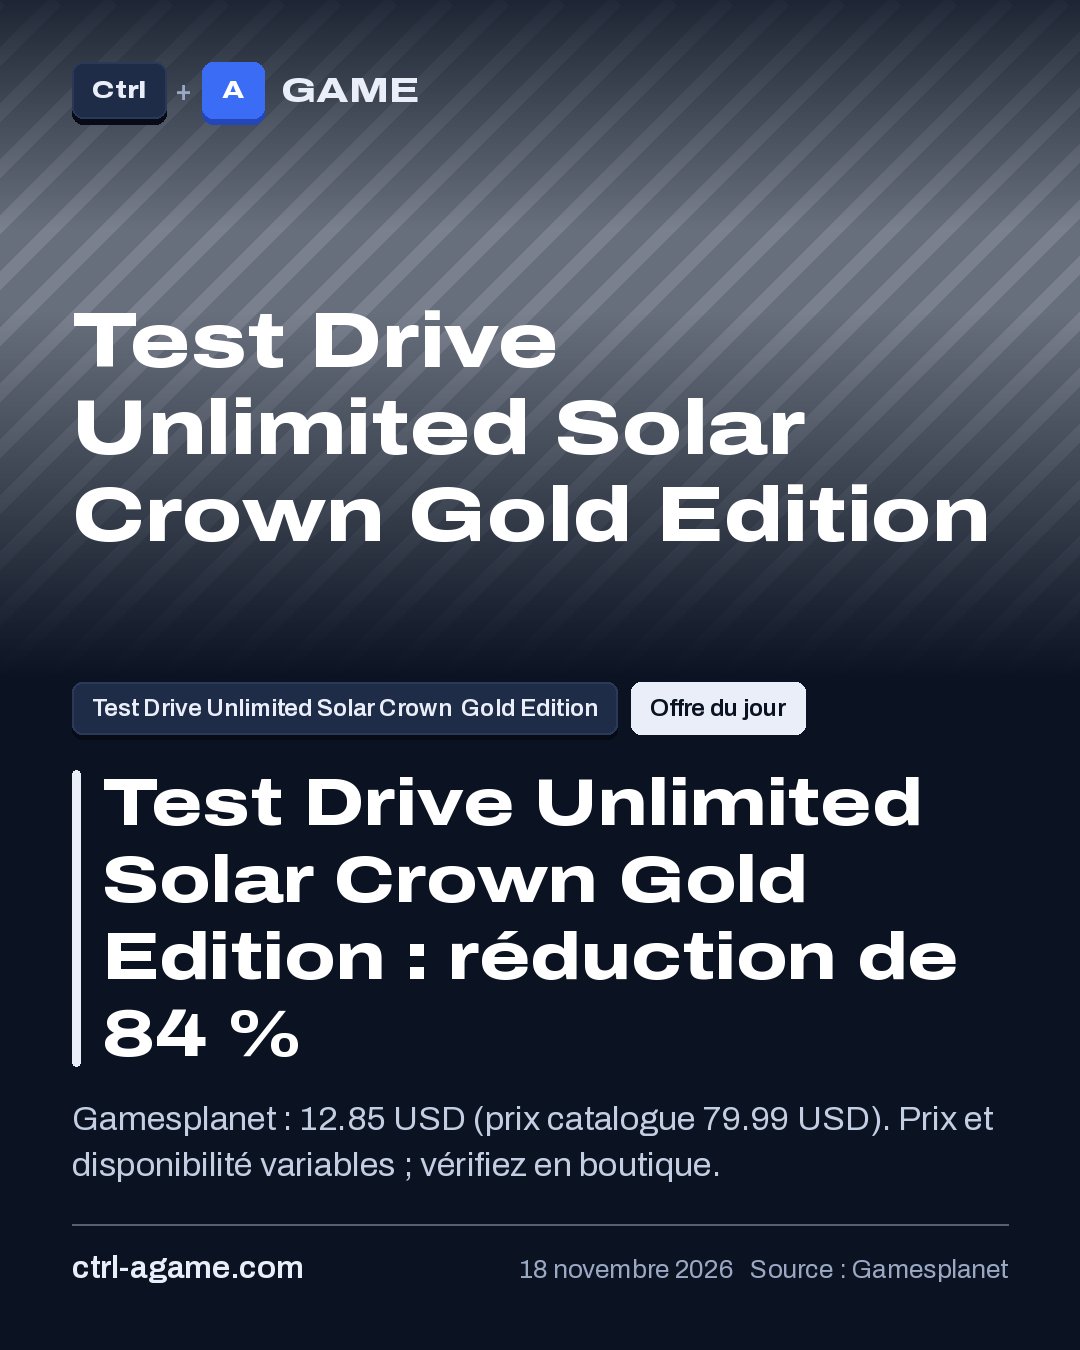 Ctrl + A GAME
Test Drive
Unlimited Solar
Crown Gold Edition
Test Drive Unlimited Solar Crown Gold Edition
Offre du jour
Test Drive Unlimited
Solar Crown Gold
Edition : réduction de
84 %
Gamesplanet : 12.85 USD (prix catalogue 79.99 USD). Prix et
disponibilité variables ; vérifiez en boutique.
ctrl-agame.com
18 novembre 2026 Source : Gamesplanet